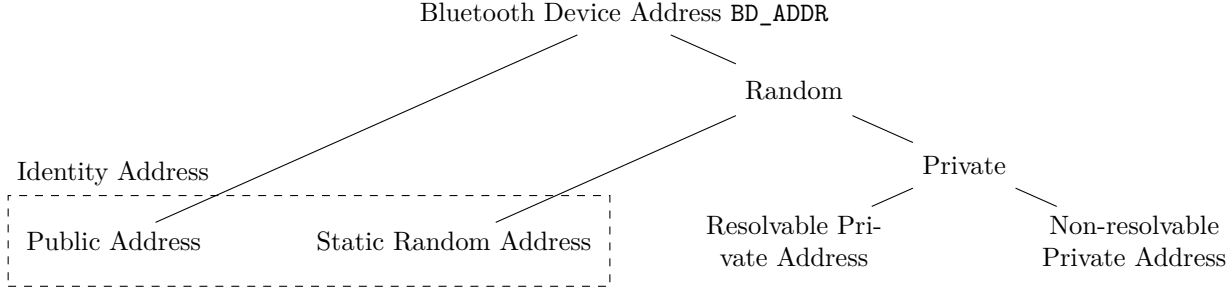 Bluetooth Device Address BD_ADDR
Random
Private
Identity Address
Public Address
Static Random Address
Resolvable Pri-
vate Address
Non-resolvable
Private Address